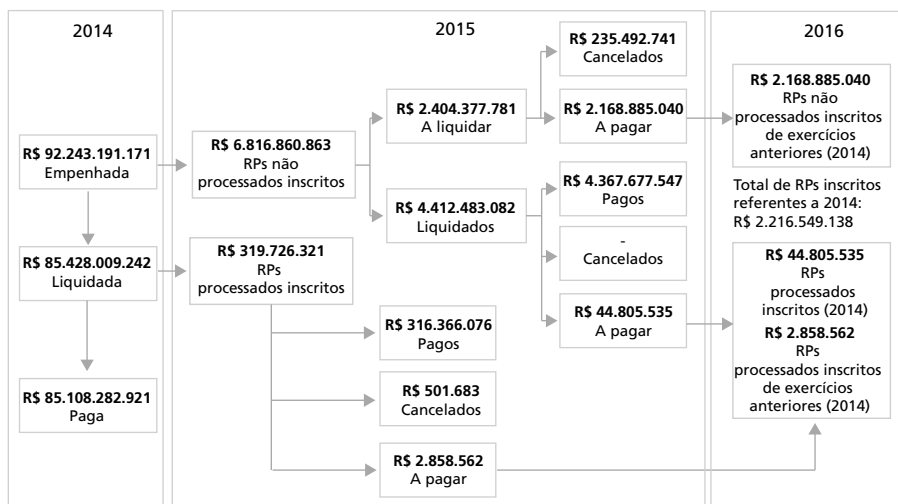 2014
R$ 92.243.191.171
Empenhada
R$ 85.428.009.242
Liquidada
R$ 85.108.282.921
Paga
2015
R$ 6.816.860.863
RPs não
processados inscritos
R$ 319.726.321
RPs
processados inscritos
R$ 2.404.377.781
A liquidar
R$ 4.412.483.082
Liquidados
R$ 316.366.076
Pagos
R$ 501.683
Cancelados
R$ 2.858.562
A pagar
R$ 235.492.741
Cancelados
R$ 2.168.885.040
A pagar
R$ 4.367.677.547
Pagos
-
Cancelados
R$ 44.805.535
A pagar
2016
R$ 2.168.885.040
RPs não
processados inscritos
de exercícios
anteriores (2014)
Total de RPs inscritos
referentes a 2014:
R$ 2.216.549.138
R$ 44.805.535
RPs
processados
inscritos (2014)
R$ 2.858.562
RPs
processados inscritos
de exercícios
anteriores (2014)